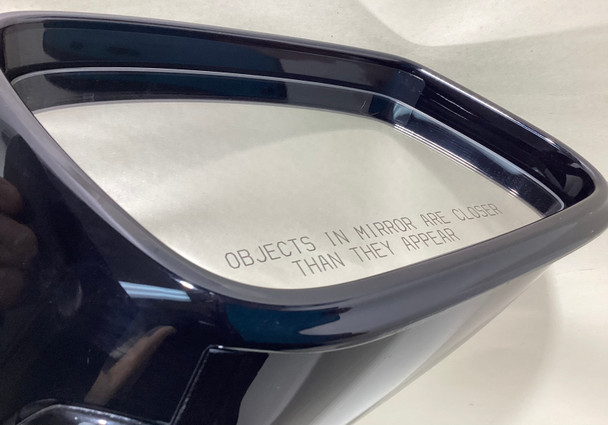 OBJECTS IN MIRROR ARE CLOSER
THAN THEY APPEAR